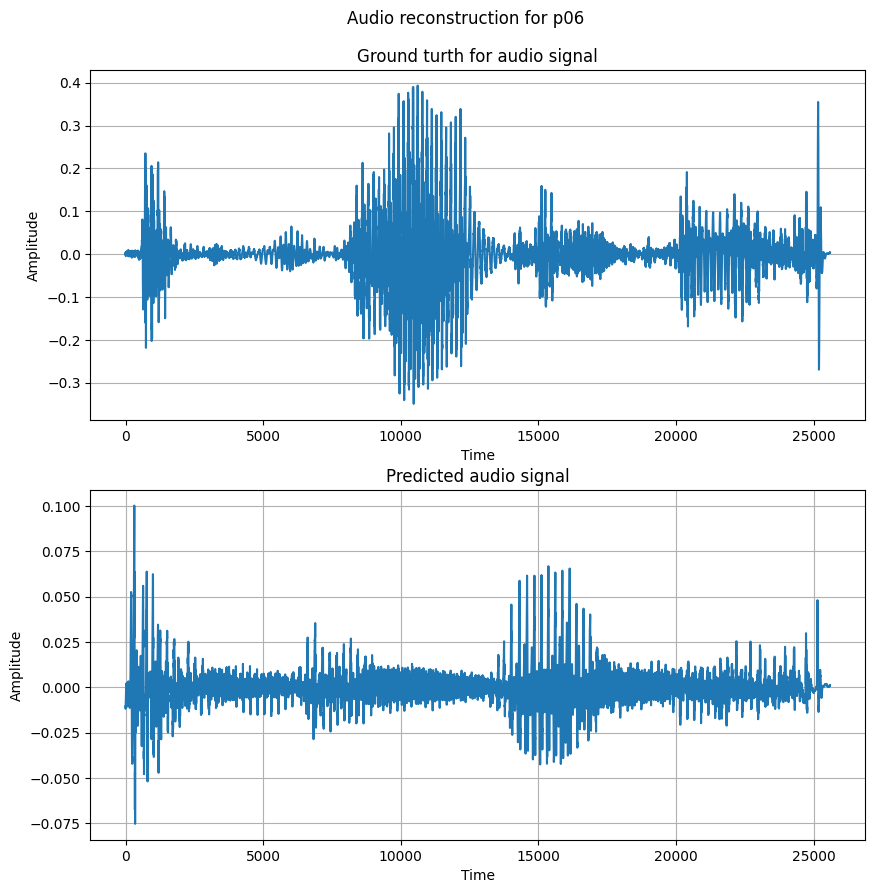 Audio reconstruction for p06
Ground turth for audio signal
0.4
0.3
0.2
0.1
0.0
−0.1
−0.2
−0.3
Amplitude
0 5000 10000 15000 20000 25000
Time
Predicted audio signal
0.100
0.075
0.050
0.025
0.000
−0.025
−0.050
−0.075
Amplitude
0 5000 10000 15000 20000 25000
Time